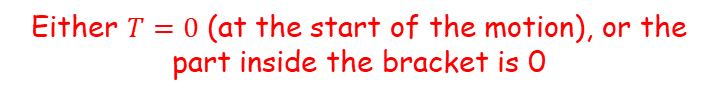 Either T = 0 (at the start of the motion), or the
part inside the bracket is 0